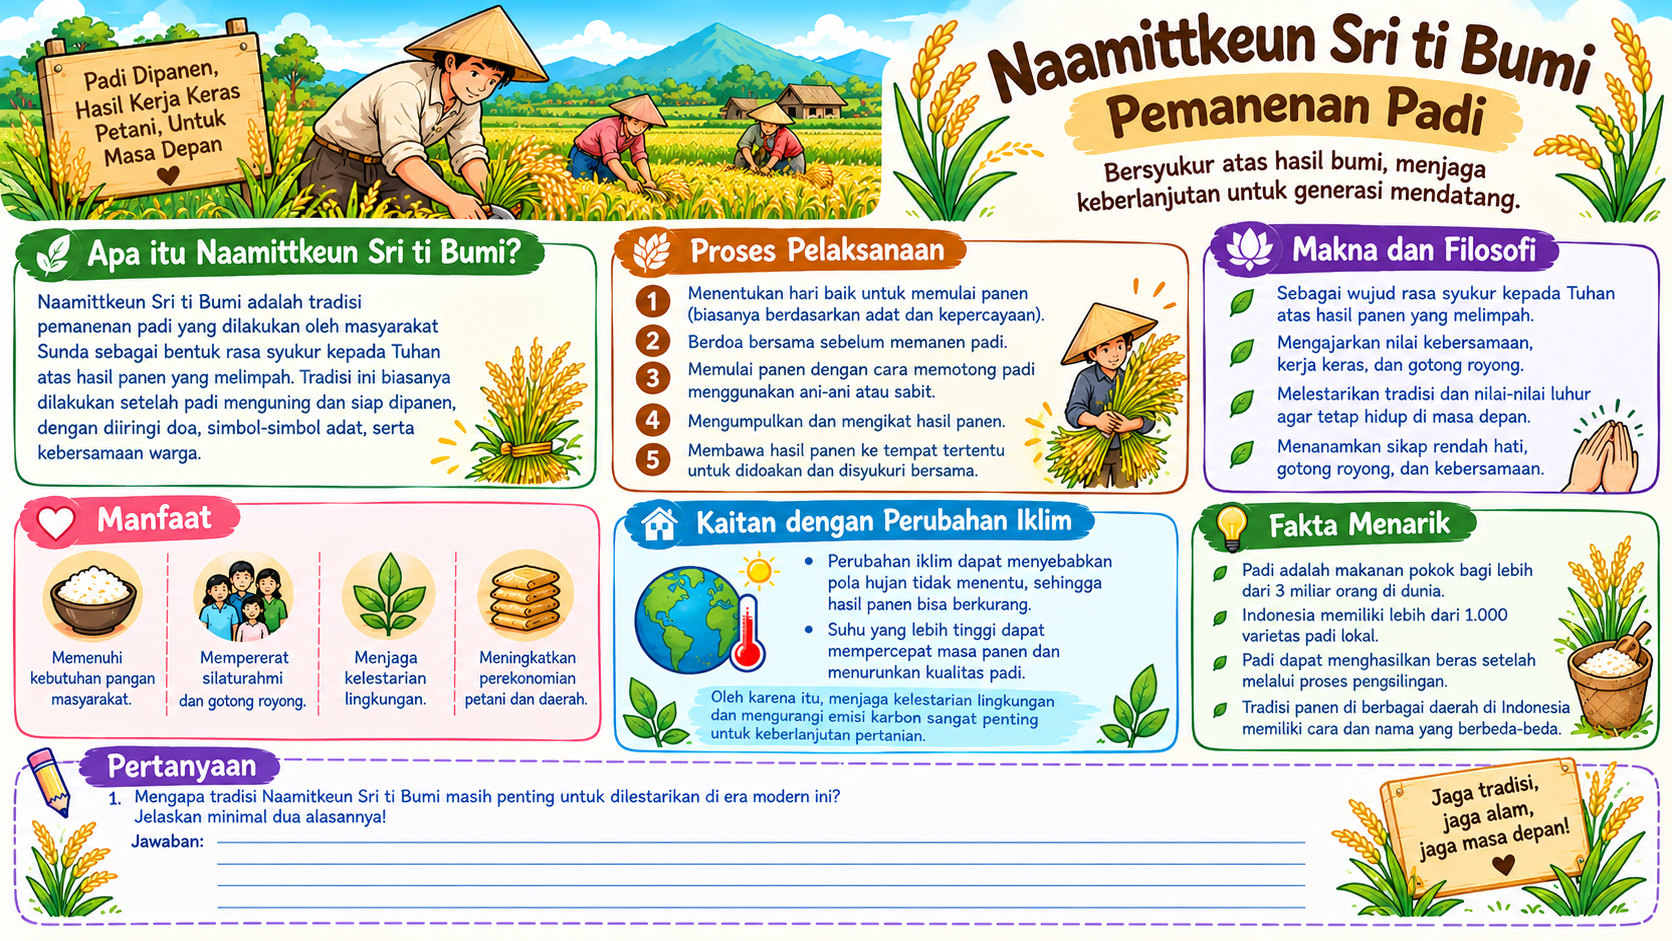 Padi Dipanen,
Hasil Kerja Keras
Petani, Untuk
Masa Depan
Naamittkeun Sri ti Bumi
Pemanenan Padi
Bersyukur atas hasil bumi, menjaga
keberlanjutan untuk generasi mendatang.
Apa itu Naamittkeun Sri ti Bumi?
Naamittkeun Sri ti Bumi adalah tradisi
pemanenan padi yang dilakukan oleh masyarakat
Sunda sebagai bentuk rasa syukur kepada Tuhan
atas hasil panen yang melimpah. Tradisi ini biasanya
dilakukan setelah padi menguning dan siap dipanen,
dengan diiringi doa, simbol-simbol adat, serta
kebersamaan warga.
Proses Pelaksanaan
1 Menentukan hari baik untuk memulai panen
(biasanya berdasarkan adat dan kepercayaan).
2 Berdoa bersama sebelum memanen padi.
3 Memulai panen dengan cara memotong padi
menggunakan ani-ani atau sabit.
4 Mengumpulkan dan mengikat hasil panen.
5 Membawa hasil panen ke tempat tertentu
untuk didoakan dan disyukuri bersama.
Makna dan Filosofi
Sebagai wujud rasa syukur kepada Tuhan
atas hasil panen yang melimpah.
Mengajarkan nilai kebersamaan,
kerja keras, dan gotong royong.
Melestarikan tradisi dan nilai-nilai luhur
agar tetap hidup di masa depan.
Menanamkan sikap rendah hati,
gotong royong, dan kebersamaan.
Manfaat
Memenuhi
kebutuhan pangan
masyarakat.
Mempererat
silaturahmi
dan gotong royong.
Menjaga
kelestarian
lingkungan.
Meningkatkan
perekonomian
petani dan daerah.
Kaitan dengan Perubahan Iklim
• Perubahan iklim dapat menyebabkan
pola hujan tidak menentu, sehingga
hasil panen bisa berkurang.
• Suhu yang lebih tinggi dapat
mempercepat masa panen dan
menurunkan kualitas padi.
Oleh karena itu, menjaga kelestarian lingkungan
dan mengurangi emisi karbon sangat penting
untuk keberlanjutan pertanian.
Fakta Menarik
Padi adalah makanan pokok bagi lebih
dari 3 miliar orang di dunia.
Indonesia memiliki lebih dari 1.000
varietas padi lokal.
Padi dapat menghasilkan beras setelah
melalui proses pengsilingan.
Tradisi panen di berbagai daerah di Indonesia
memiliki cara dan nama yang berbeda-beda.
Pertanyaan
1. Mengapa tradisi Naamitkeun Sri ti Bumi masih penting untuk dilestarikan di era modern ini?
Jelaskan minimal dua alasannya!
Jawaban:
Jaga tradisi,
jaga alam,
jaga masa depan!